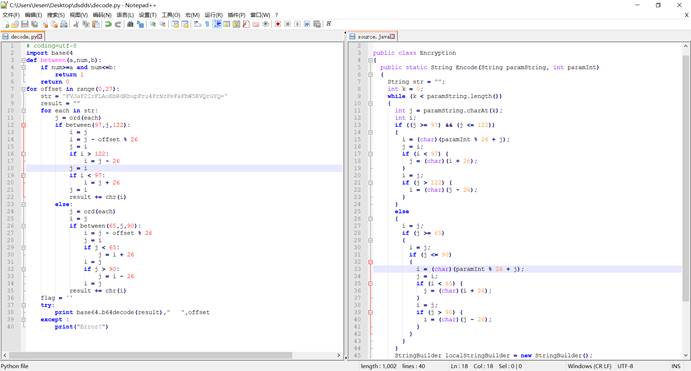 C:\Users\Jesen\Desktop\dsdds\decode.py - Notepad++
文件(F) 编辑(E) 搜索(S) 视图(V) 编码(N) 语言(L) 设置(T) 工具(O) 宏(M) 运行(R) 插件(P) 窗口(W) ?
decode.py
1 # coding=utf-8
2 import base64
3 def between(a,num,b):
4 if num>=a and num<=b:
5 return 1
6 return 0
7 for offset in range(0,27):
8 str =
9 result = ""
10 for each in str:
11 j = ord(each)
12 if between(97,j,122):
13 i = j
14 i = j - offset % 26
15 j = i
16 if i > 122:
17 i = j - 26
18 j = i
19 if i < 97:
20 i = j + 26
21 j = i
22 result += chr(i)
23 else:
24 j = ord(each)
25 i = j
26 if between(65,j,90):
27 i = j - offset % 26
28 j = i
29 if j < 65:
30 j = i + 26
31 i = j
32 if j > 90:
33 j = i - 26
34 i = j
35 result += chr(i)
36 flag = ''
37 try:
38 print base64.b64decode(result)," ",offset
39 except :
40 print("Error!")
source.java
2
3 public class Encryption
4 {
5 public static String Encode(String paramString, int paramInt)
6 {
7 String str = "";
8 int k = 0;
9 while (k < paramString.length())
10 {
11 int j = paramString.charAt(k);
12 int i;
13 if ((j >= 97) && (j <= 122))
14 {
15 i = (char)(paramInt % 26 + j);
16 j = i;
17 if (i < 97) {
18 j = (char)(i + 26);
19 }
20 i = j;
21 if (j > 122) {
22 i = (char)(j - 26);
23 }
24 }
25 else
26 {
27 i = j;
28 if (j >= 65)
29 {
30 i = j;
31 if (j <= 90)
32 {
33 i = (char)(paramInt % 26 + j);
34 j = i;
35 if (i < 65) {
36 j = (char)(i + 26);
37 }
38 i = j;
39 if (j > 90) {
40 i = (char)(j - 26);
41 }
42 }
43 }
44 }
45 StringBuilder localStringBuilder = new StringBuilder();
Python file
length : 1,002 lines : 40
Ln : 18 Col : 18 Sel : 0 | 0
Windows (CR LF)
UTF-8
INS